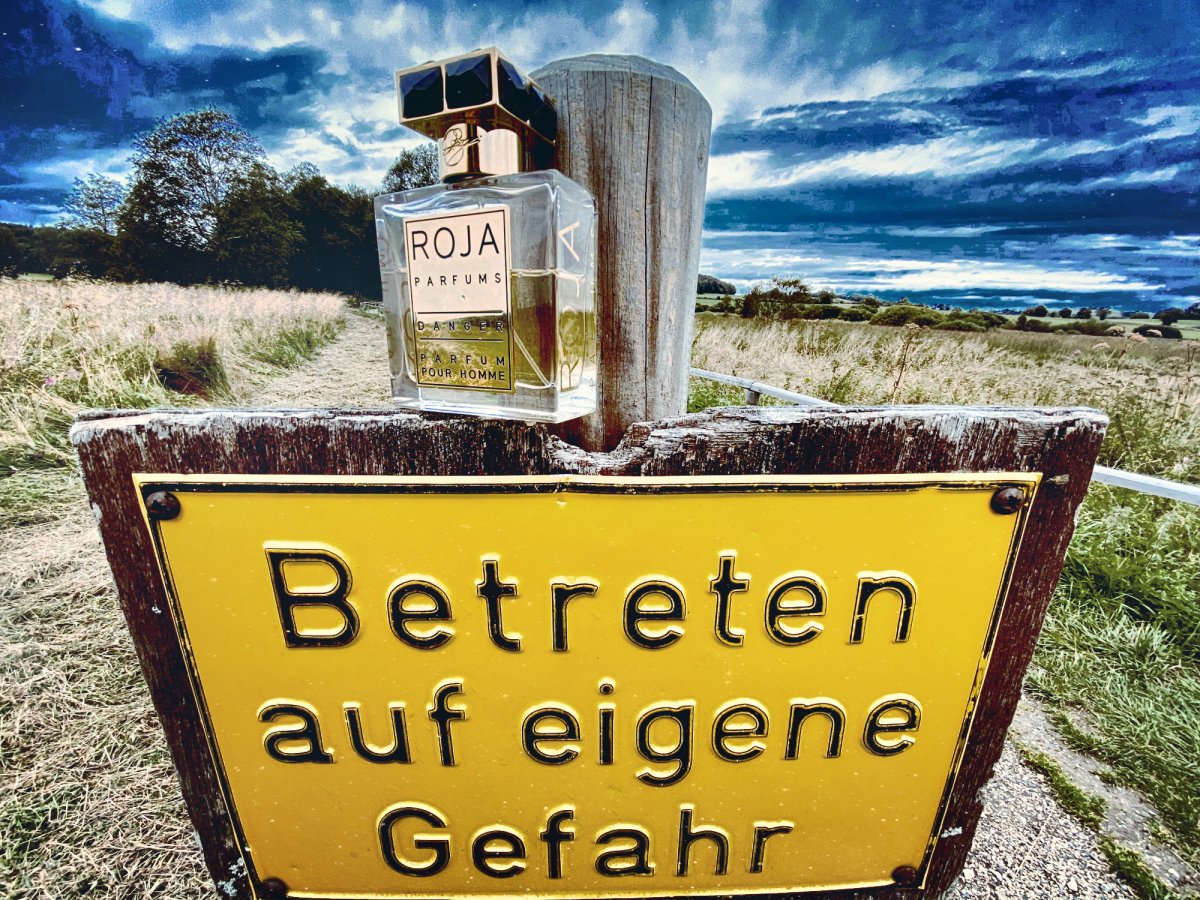 ROJA
PARFUMS
DANGER
PARFUM
POUR HOMME
Betreten
auf eigene
Gefahr